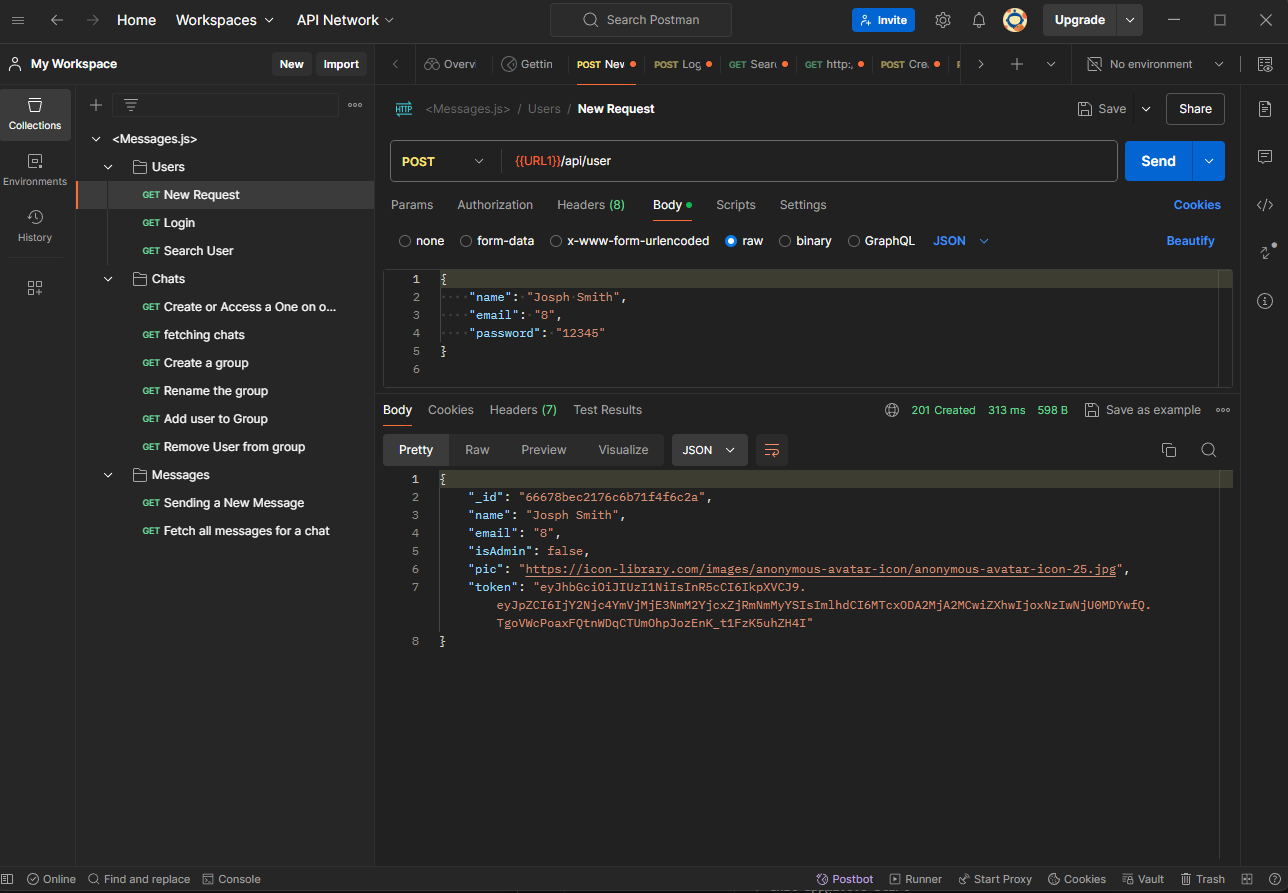 Home Workspaces API Network Search Postman Invite Upgrade
My Workspace New Import Overvi Gettin POST Nev POST Log GET Searc GET http:, POST Cre No environment
Collections
Environments
History
<Messages.js>
Users
GET New Request
GET Login
GET Search User
Chats
GET Create or Access a One on o...
GET fetching chats
GET Create a group
GET Rename the group
GET Add user to Group
GET Remove User from group
Messages
GET Sending a New Message
GET Fetch all messages for a chat
HTTP <Messages.js> / Users / New Request Save Share
POST {{URL1}}/api/user Send
Params Authorization Headers (8) Body Scripts Settings Cookies
none form-data x-www-form-urlencoded raw binary GraphQL JSON Beautify
1 {
2 ····"name":·"Josph·Smith",
3 ····"email":·"8",
4 ····"password":·"12345"
5 }
6
Body Cookies Headers (7) Test Results 201 Created 313 ms 598 B Save as example
Pretty Raw Preview Visualize JSON
1 {
2 "_id": "66678bec2176c6b71f4f6c2a",
3 "name": "Josph Smith",
4 "email": "8",
5 "isAdmin": false,
6 "pic": "https://icon-library.com/images/anonymous-avatar-icon/anonymous-avatar-icon-25.jpg",
7 "token": "eyJhbGciOiJIUzI1NiIsInR5cCI6IkpXVCJ9.
eyJpZCI6IjY2Njc4YmVjMjE3NmM2YjcxZjRmNmMyYSIsImlhdCI6MTcxODA2MjA2MCwiZXhwIjoxNzIwNjU0MDYwfQ.
TgoVWcPoaxFQtnWDqCTUmOhpJozEnK_t1FzK5uhZH4I"
8 }
Online Find and replace Console Postbot Runner Start Proxy Cookies Vault Trash